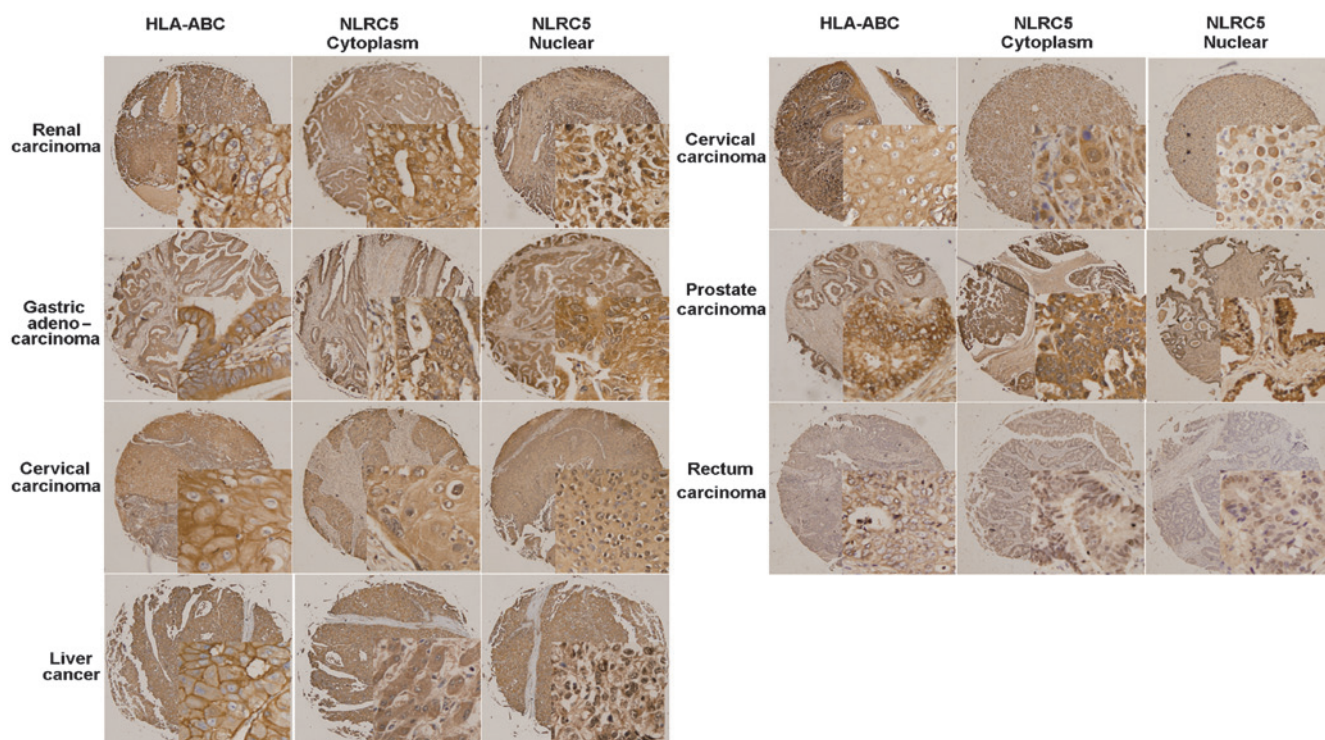 HLA-ABC
NLRC5
Cytoplasm
NLRC5
Nuclear
Renal
carcinoma
Gastric
adeno–
carcinoma
Cervical
carcinoma
Liver
cancer
HLA-ABC
NLRC5
Cytoplasm
NLRC5
Nuclear
Cervical
carcinoma
Prostate
carcinoma
Rectum
carcinoma